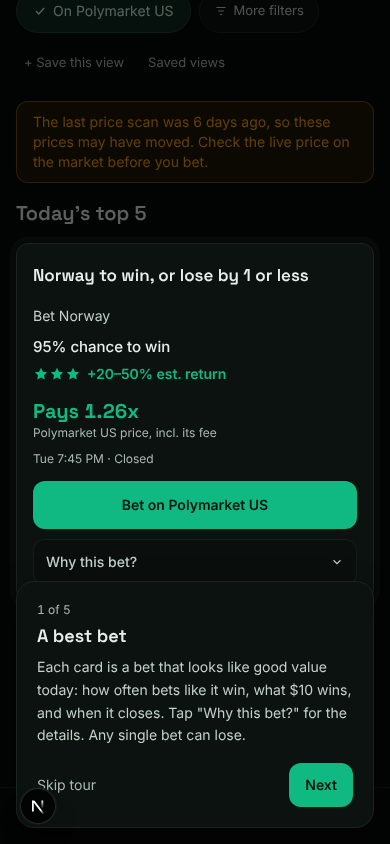 On Polymarket US
More filters
+ Save this view
Saved views
The last price scan was 6 days ago, so these
prices may have moved. Check the live price on
the market before you bet.
Today's top 5
Norway to win, or lose by 1 or less
Bet Norway
95% chance to win
+20–50% est. return
Pays 1.26x
Polymarket US price, incl. its fee
Tue 7:45 PM · Closed
Bet on Polymarket US
Why this bet?
1 of 5
A best bet
Each card is a bet that looks like good value
today: how often bets like it win, what $10 wins,
and when it closes. Tap "Why this bet?" for the
details. Any single bet can lose.
Skip tour
Next
N